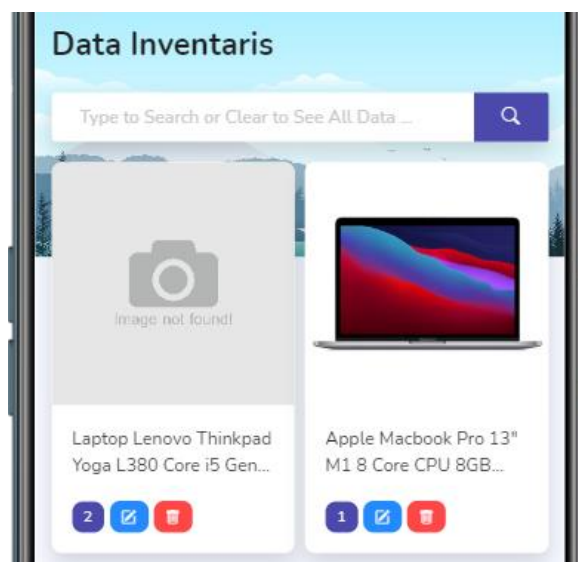 Data Inventaris
Type to Search or Clear to See All Data ...
Image not found!
Laptop Lenovo Thinkpad
Yoga L380 Core i5 Gen...
2
Apple Macbook Pro 13"
M1 8 Core CPU 8GB...
1